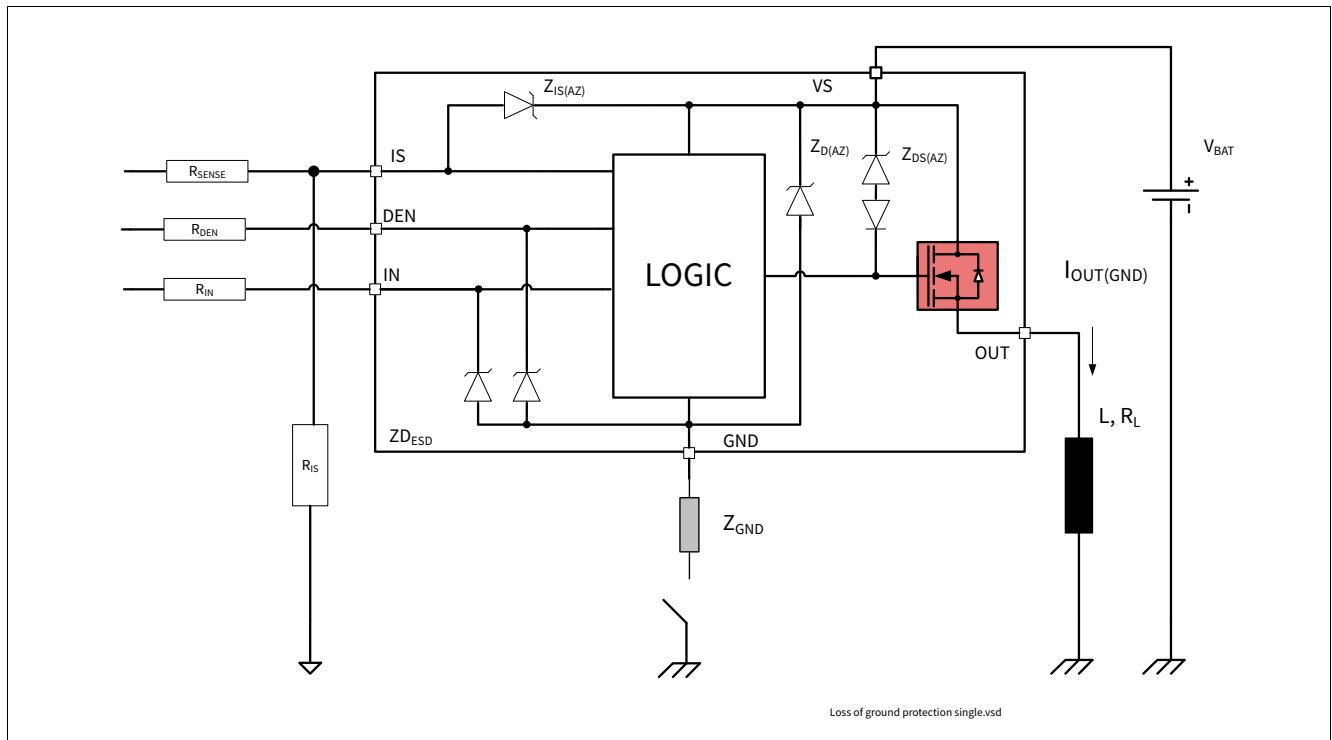 Z_IS(AZ)
VS
IS
R_SENSE
Z_D(AZ)
Z_DS(AZ)
V_BAT
+
-
DEN
R_DEN
IN
R_IN
LOGIC
I_OUT(GND)
OUT
L, R_L
ZD_ESD
GND
R_IS
Z_GND
Loss of ground protection single.vsd